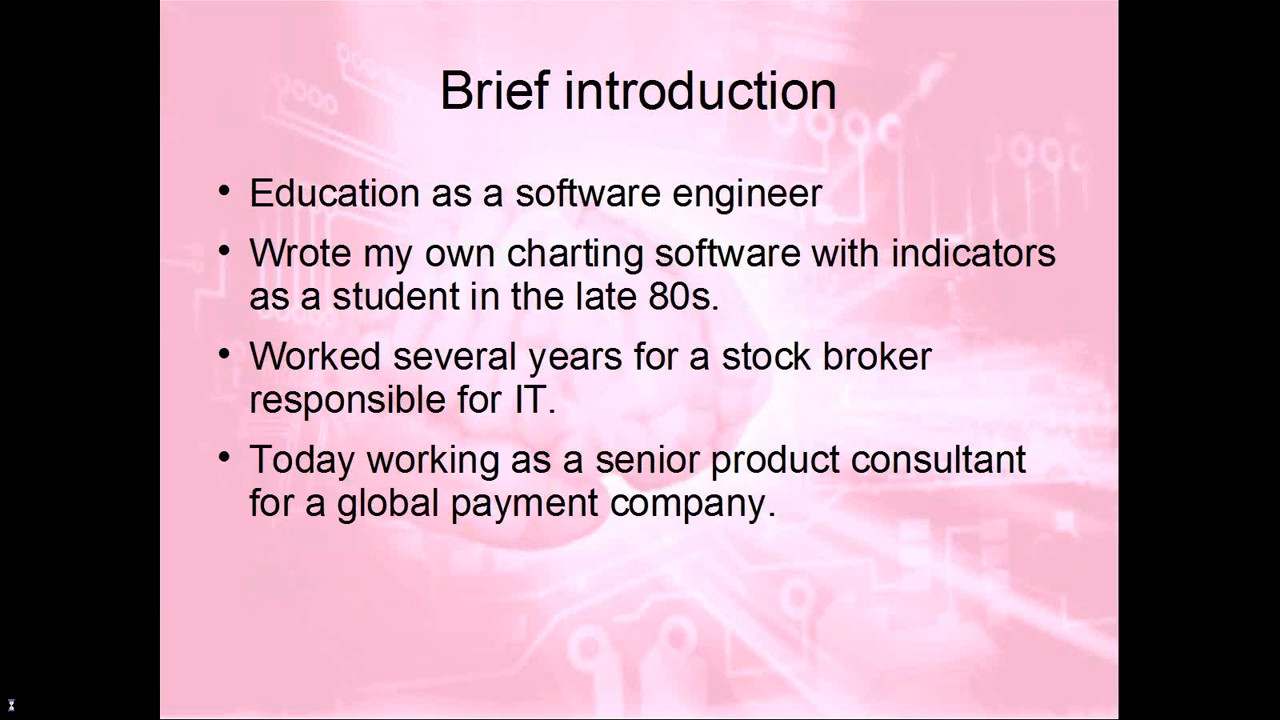 Brief introduction
• Education as a software engineer
• Wrote my own charting software with indicators
as a student in the late 80s.
• Worked several years for a stock broker
responsible for IT.
• Today working as a senior product consultant
for a global payment company.